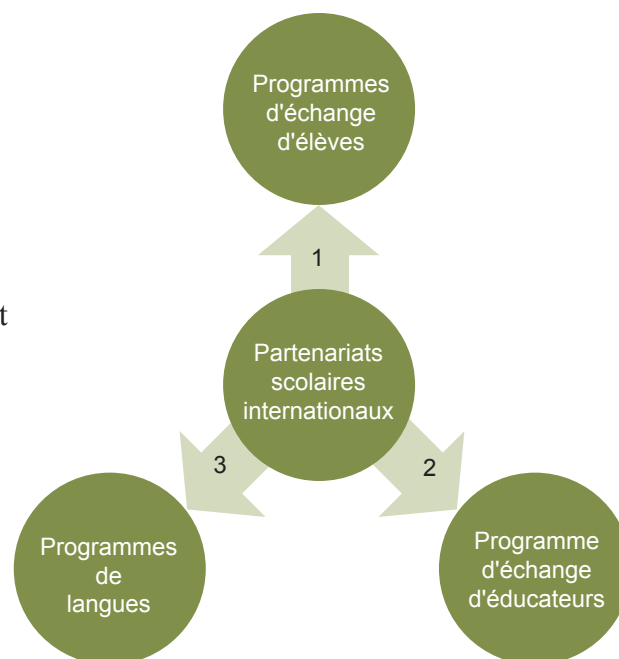 Programmes
d'échange
d'élèves
1
t
Partenariats
scolaires
internationaux
3
2
Programmes
de
langues
Programme
d'échange
d'éducateurs